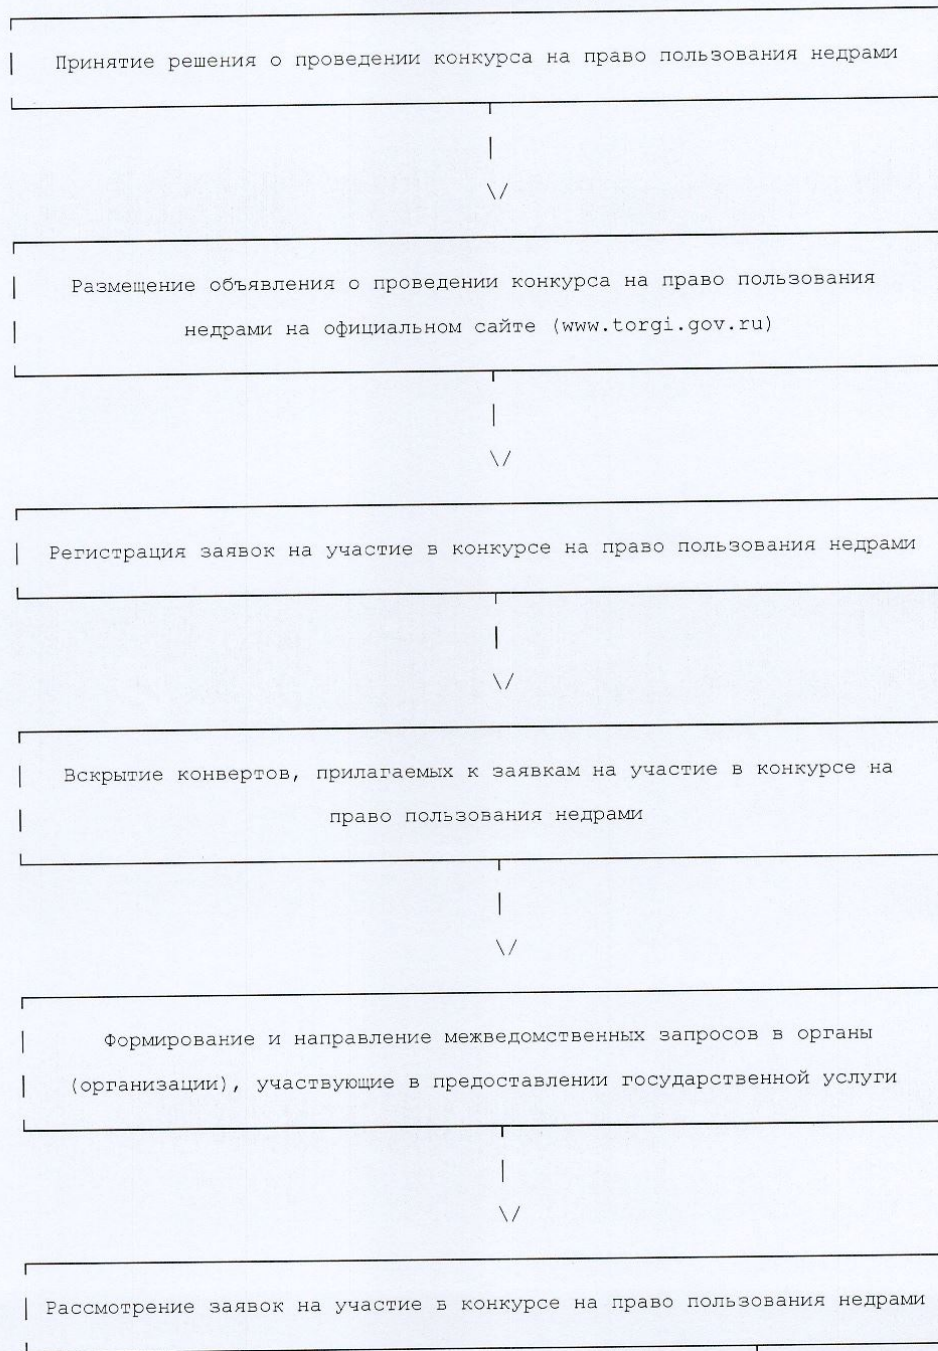 Принятие решения о проведении конкурса на право пользования недрами
Размещение объявления о проведении конкурса на право пользования
недрами на официальном сайте (www.torgi.gov.ru)
Регистрация заявок на участие в конкурсе на право пользования недрами
Вскрытие конвертов, прилагаемых к заявкам на участие в конкурсе на
право пользования недрами
Формирование и направление межведомственных запросов в органы
(организации), участвующие в предоставлении государственной услуги
Рассмотрение заявок на участие в конкурсе на право пользования недрами